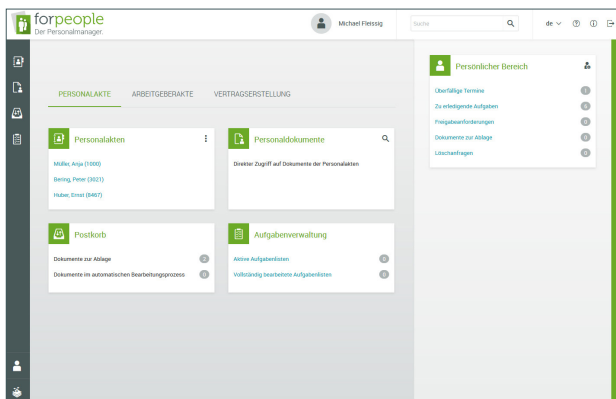 forpeople
Der Personalmanager.
Michael Fleissig
Suche
de
PERSONALAKTE
ARBEITGEBERAKTE
VERTRAGSERSTELLUNG
Personalakten
Müller, Anja (1000)
Bering, Peter (3021)
Huber, Ernst (8467)
Personaldokumente
Direkter Zugriff auf Dokumente der Personalakten
Postkorb
Dokumente zur Ablage 2
Dokumente im automatischen Bearbeitungsprozess 0
Aufgabenverwaltung
Aktive Aufgabenlisten 0
Vollständig bearbeitete Aufgabenlisten 0
Persönlicher Bereich
Überfällige Termine 1
Zu erledigende Aufgaben 0
Freigabeanforderungen 0
Dokumente zur Ablage 0
Löschanfragen 0